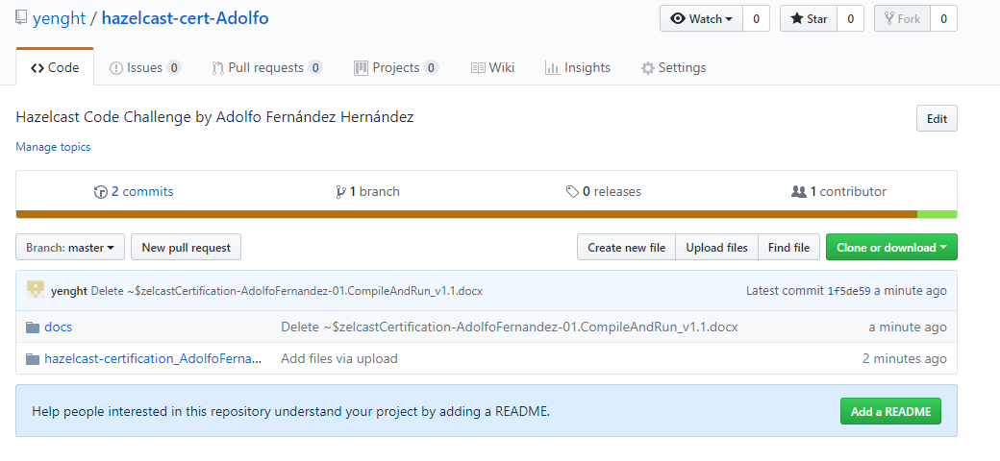 yenght / hazelcast-cert-Adolfo
Watch 0 Star 0 Fork 0
Code Issues 0 Pull requests 0 Projects 0 Wiki Insights Settings
Hazelcast Code Challenge by Adolfo Fernández Hernández Edit
Manage topics
2 commits 1 branch 0 releases 1 contributor
Branch: master New pull request Create new file Upload files Find file Clone or download
yenght Delete ~$zelcastCertification-AdolfoFernandez-01.CompileAndRun_v1.1.docx Latest commit 1f5de59 a minute ago
docs Delete ~$zelcastCertification-AdolfoFernandez-01.CompileAndRun_v1.1.docx a minute ago
hazelcast-certification_AdolfoFerna... Add files via upload 2 minutes ago
Help people interested in this repository understand your project by adding a README. Add a README